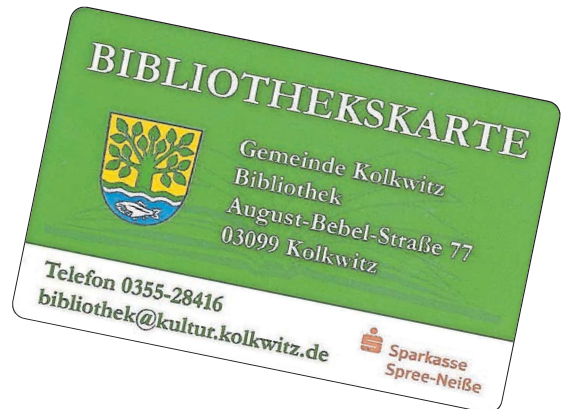 BIBLIOTHEKSKARTE
Gemeinde Kolkwitz
Bibliothek
August-Bebel-Straße 77
03099 Kolkwitz
Telefon 0355-28416
bibliothek@kultur.kolkwitz.de
Sparkasse
Spree-Neiße